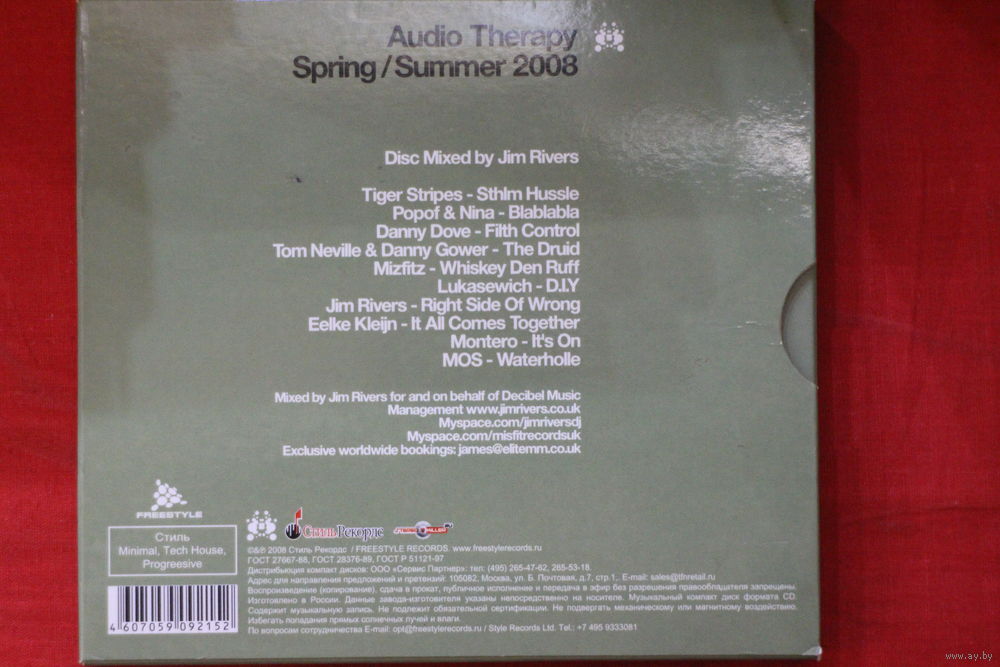 Audio Therapy
Spring/Summer 2008
Disc Mixed by Jim Rivers
Tiger Stripes - Sthlm Hussle
Popof & Nina - Blablabla
Danny Dove - Filth Control
Tom Neville & Danny Gower - The Druid
Mizfitz - Whiskey Den Ruff
Lukasewich - D.I.Y
Jim Rivers - Right Side Of Wrong
Eelke Kleijn - It All Comes Together
Montero - It's On
MOS - Waterholle
Mixed by Jim Rivers for and on behalf of Decibel Music
Management www.jimrivers.co.uk
Myspace.com/jimriversdj
Myspace.com/misfitrecordsuk
Exclusive worldwide bookings: james@elitemm.co.uk
FREESTYLE
СтильРекордс
Стиль
Minimal, Tech House,
Progreesive
©&℗ 2008 Стиль Рекордс / FREESTYLE RECORDS. www.freestylerecords.ru
ГОСТ 27667-88, ГОСТ 28376-89, ГОСТ Р 51121-97
Дистрибьюция компакт дисков: ООО «Сервис Партнер»: тел: (495) 265-47-62, 265-53-18.
Адрес для направления предложений и претензий: 105082, Москва, ул. Б. Почтовая, д.7, стр.1,. E-mail: sales@tfnretail.ru
Воспроизведение (копирование), сдача в прокат, публичное исполнение и передача в эфир без разрешения правообладателя запрещены.
Изготовлено в России. Данные завода-изготовителя указаны непосредственно на носителе. Музыкальный компакт диск формата CD.
Содержит музыкальную запись. Не подлежит обязательной сертификации. Не подвергать механическому или магнитному воздействию.
Избегать попадания прямых солнечных лучей и влаги.
По вопросам сотрудничества E-mail: opt@freestylerecords.ru / Style Records Ltd. Tel.: +7 495 9333081
4 607059 092152
www.ay.by